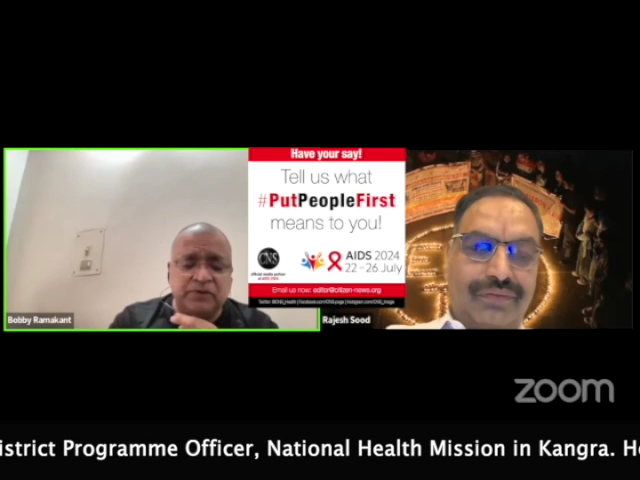 Have your say!
Tell us what
#PutPeopleFirst
means to you!
CNS
AIDS 2024
22 – 26 July
Email us now: editor@citizen-news.org
Bobby Ramakant
Rajesh Sood
zoom
istrict Programme Officer, National Health Mission in Kangra. He